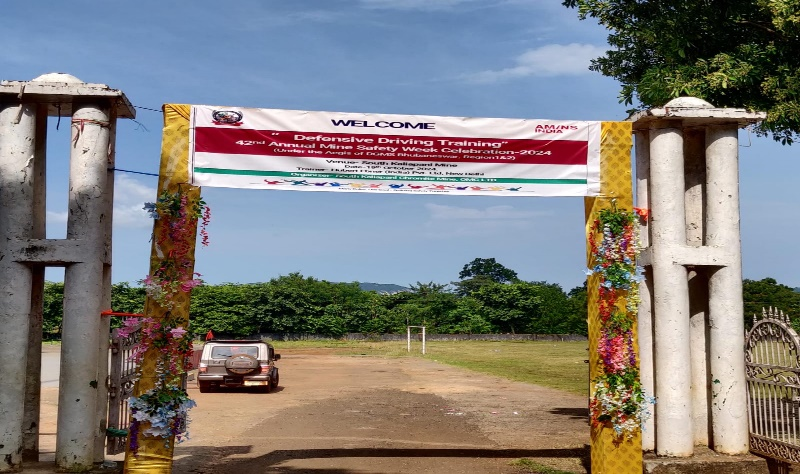 WELCOME
AM/NS
INDIA
" Defensive Driving Training"
42nd Annual Mine Safety Week Celebration-2024
(Under the Aegis of DGMS Bhubaneswar, Region1&2)
Venue- South Kaliapani Mine
Date-19th October 2024
Trainer- Hubert Ebner (India) Pvt. Ltd, New Delhi
Organizer- South Kaliapani Chromite Mine, OMC LTD